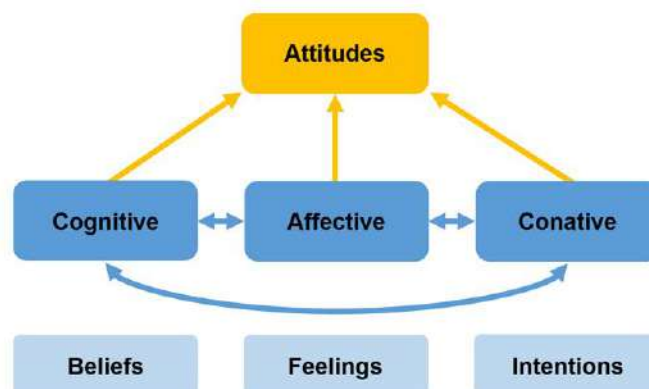 Attitudes
Cognitive
Affective
Conative
Beliefs
Feelings
Intentions